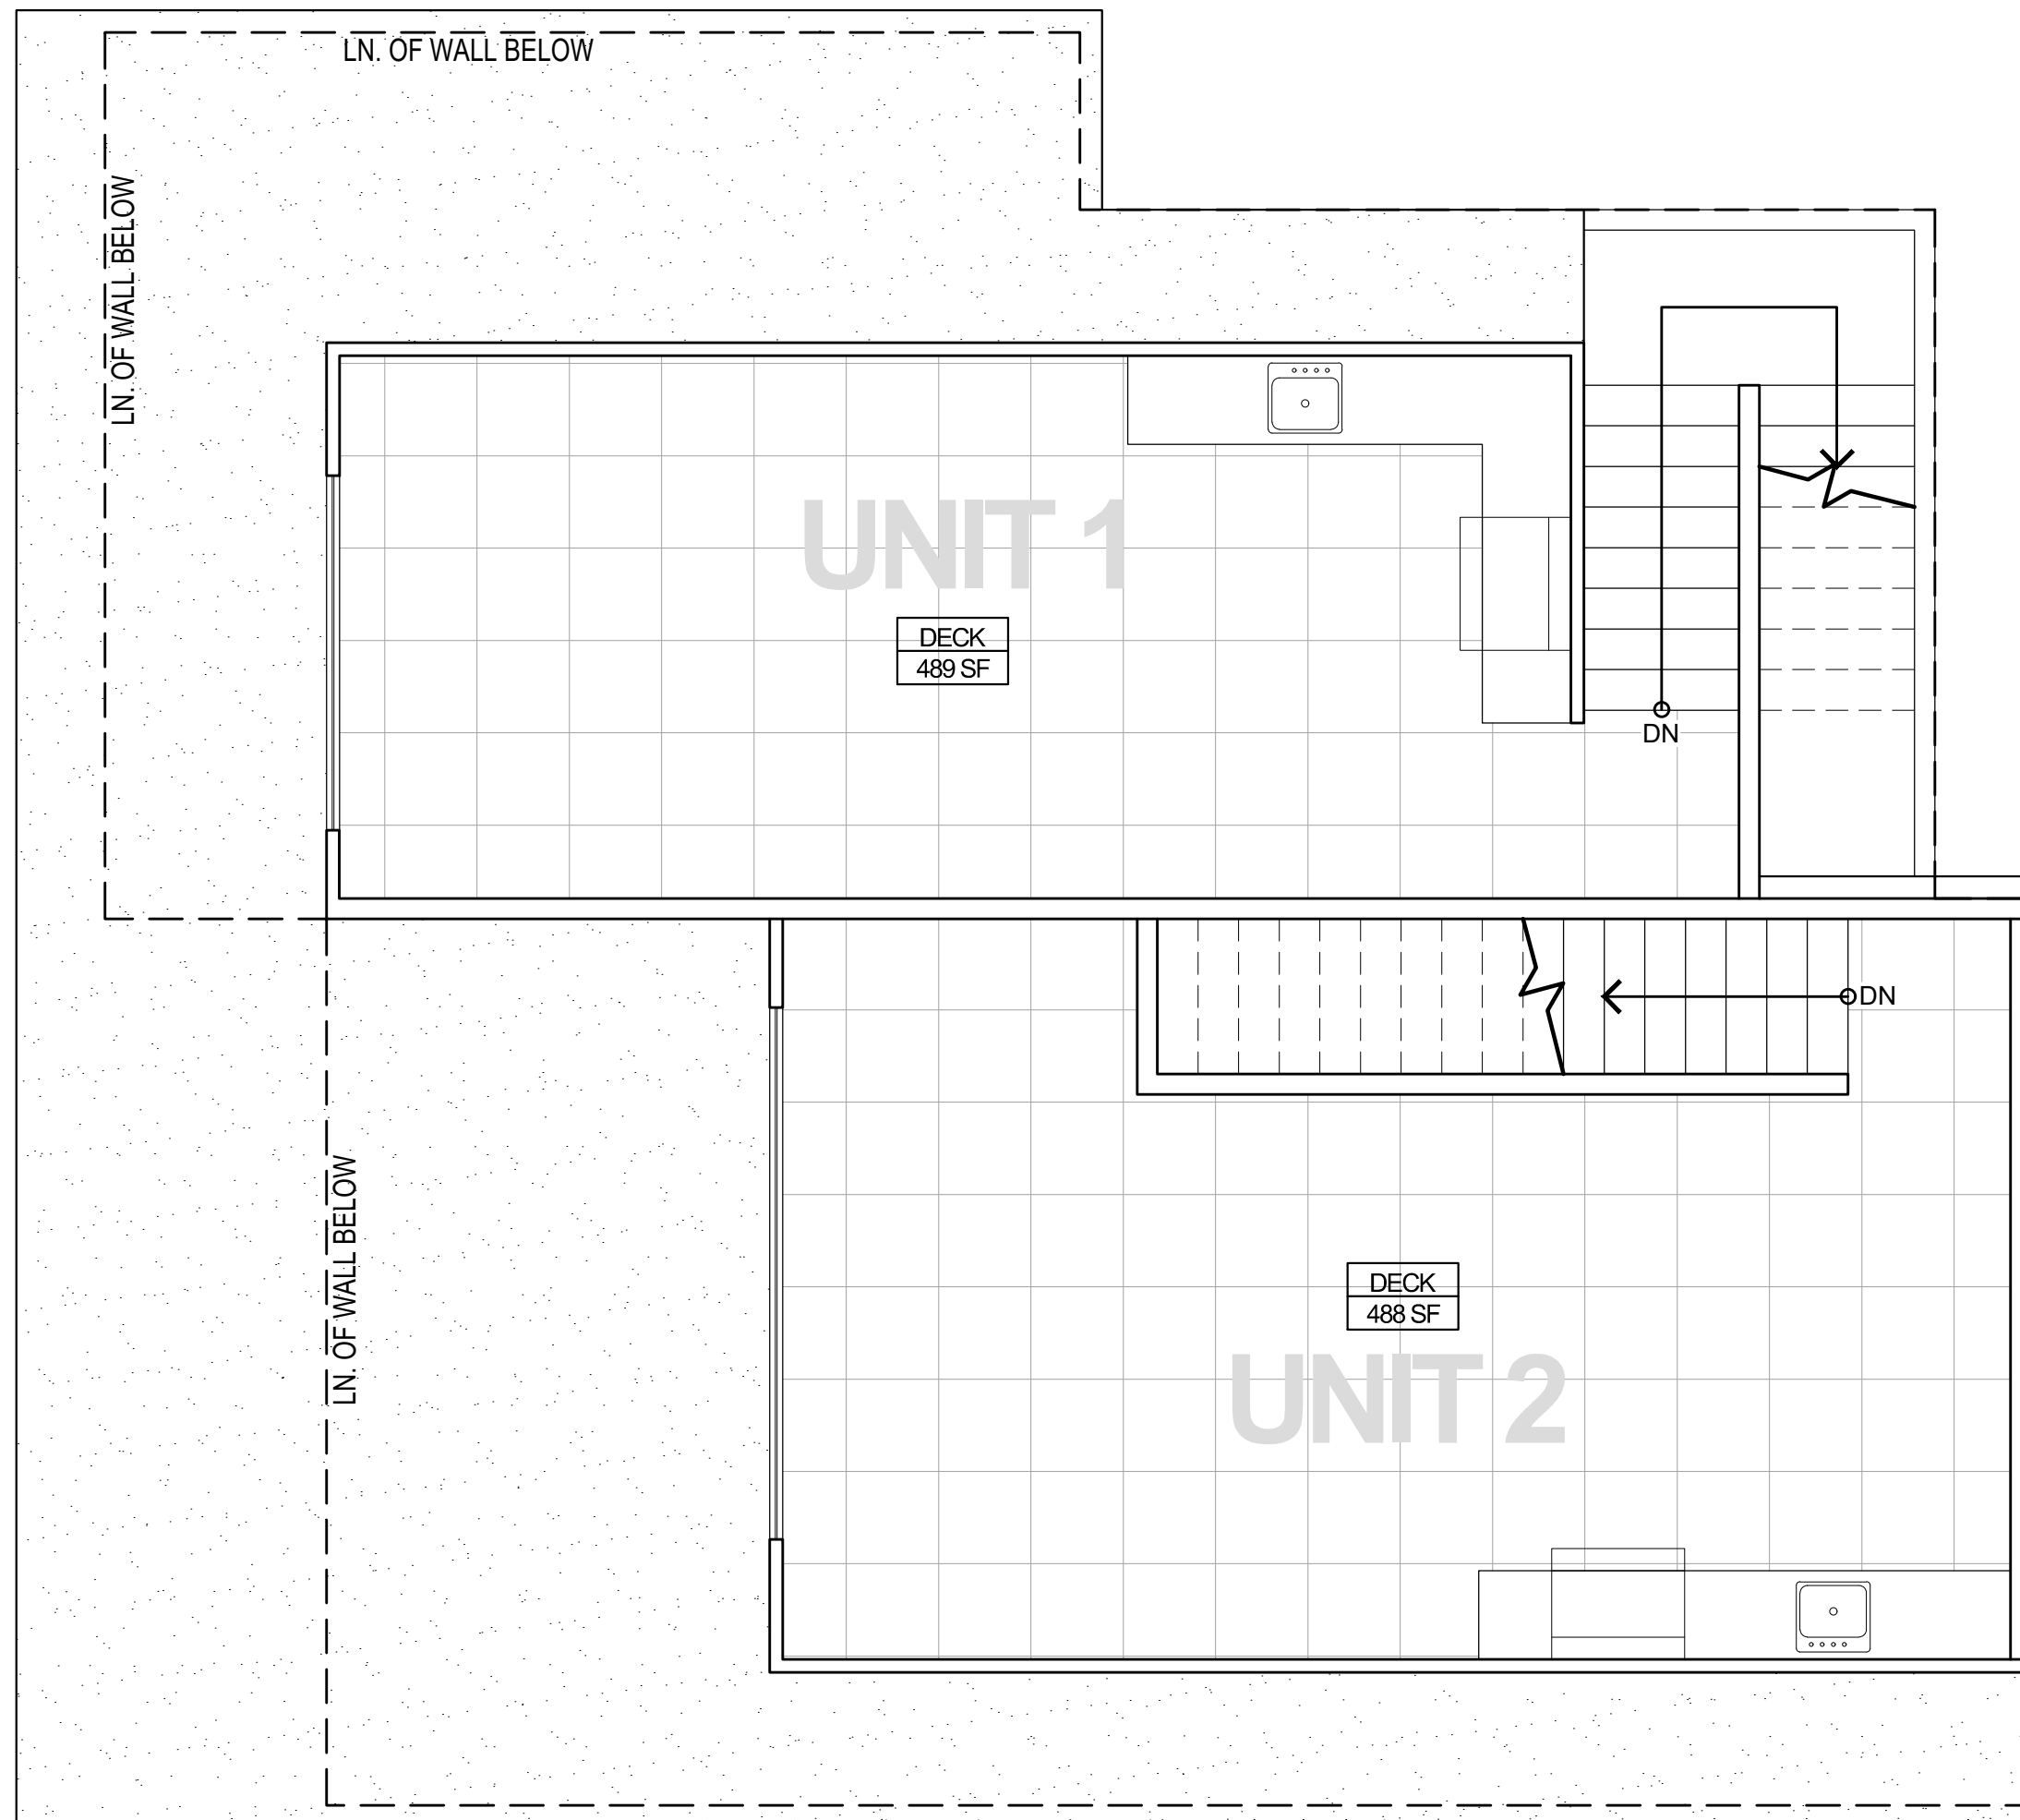 LN. OF WALL BELOW
LN. OF WALL BELOW
UNIT 1
DECK
489 SF
DN
DN
LN. OF WALL BELOW
DECK
488 SF
UNIT 2